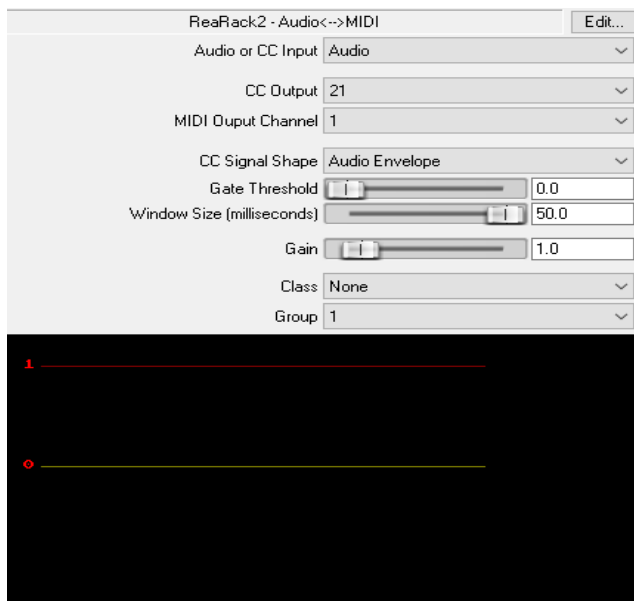 ReaRack2 - Audio<-->MIDI Edit...
Audio or CC Input Audio
CC Output 21
MIDI Ouput Channel 1
CC Signal Shape Audio Envelope
Gate Threshold 0.0
Window Size (milliseconds) 50.0
Gain 1.0
Class None
Group 1
1
0